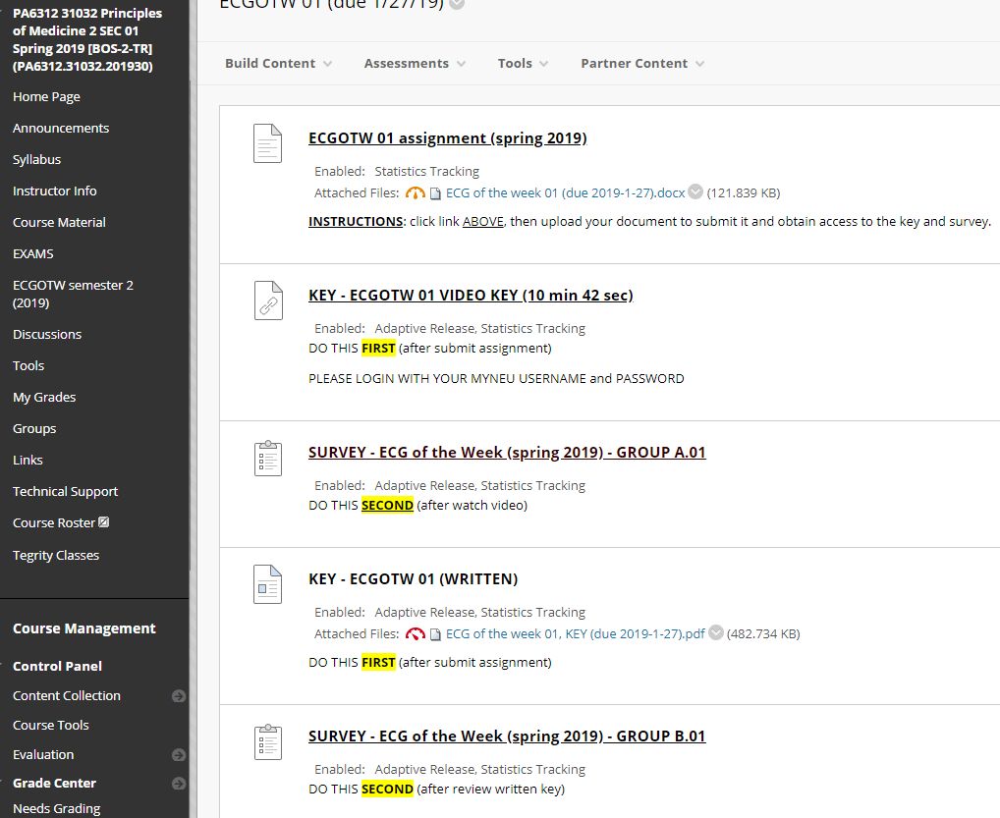 PA6312 31032 Principles
of Medicine 2 SEC 01
Spring 2019 [BOS-2-TR]
(PA6312.31032.201930)
Home Page
Announcements
Syllabus
Instructor Info
Course Material
EXAMS
ECGOTW semester 2
(2019)
Discussions
Tools
My Grades
Groups
Links
Technical Support
Course Roster
Tegrity Classes
Course Management
Control Panel
Content Collection
Course Tools
Evaluation
Grade Center
Needs Grading
ECGOTW 01 (due 1/27/19)
Build Content Assessments Tools Partner Content
ECGOTW 01 assignment (spring 2019)
Enabled: Statistics Tracking
Attached Files: ECG of the week 01 (due 2019-1-27).docx (121.839 KB)
INSTRUCTIONS: click link ABOVE, then upload your document to submit it and obtain access to the key and survey.
KEY - ECGOTW 01 VIDEO KEY (10 min 42 sec)
Enabled: Adaptive Release, Statistics Tracking
DO THIS FIRST (after submit assignment)
PLEASE LOGIN WITH YOUR MYNEU USERNAME and PASSWORD
SURVEY - ECG of the Week (spring 2019) - GROUP A.01
Enabled: Adaptive Release, Statistics Tracking
DO THIS SECOND (after watch video)
KEY - ECGOTW 01 (WRITTEN)
Enabled: Adaptive Release, Statistics Tracking
Attached Files: ECG of the week 01, KEY (due 2019-1-27).pdf (482.734 KB)
DO THIS FIRST (after submit assignment)
SURVEY - ECG of the Week (spring 2019) - GROUP B.01
Enabled: Adaptive Release, Statistics Tracking
DO THIS SECOND (after review written key)